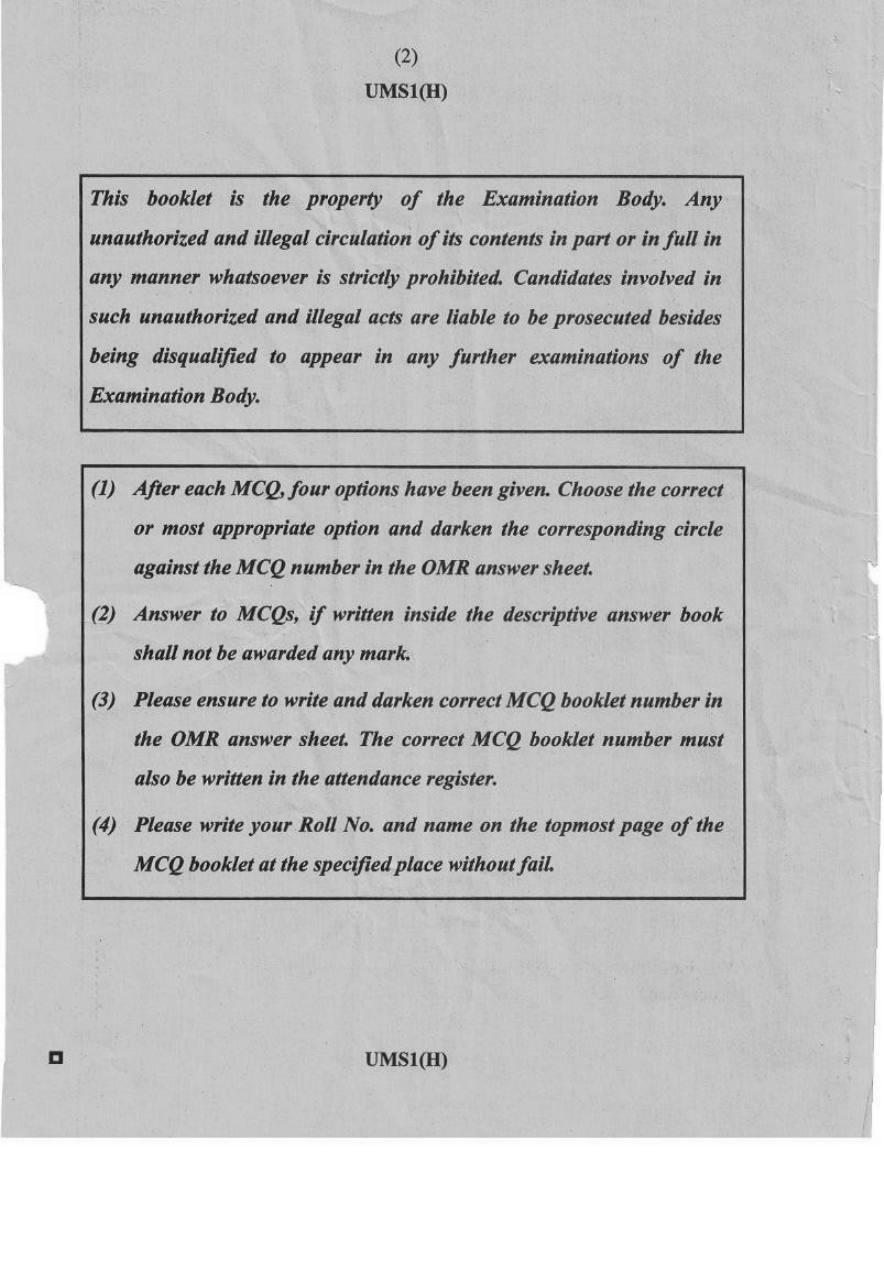 (2)
UMS1(H)
This booklet is the property of the Examination Body. Any
unauthorized and illegal circulation of its contents in part or in full in
any manner whatsoever is strictly prohibited. Candidates involved in
such unauthorized and illegal acts are liable to be prosecuted besides
being disqualified to appear in any further examinations of the
Examination Body.
(1) After each MCQ, four options have been given. Choose the correct
or most appropriate option and darken the corresponding circle
against the MCQ number in the OMR answer sheet.
(2) Answer to MCQs, if written inside the descriptive answer book
shall not be awarded any mark.
(3) Please ensure to write and darken correct MCQ booklet number in
the OMR answer sheet. The correct MCQ booklet number must
also be written in the attendance register.
(4) Please write your Roll No. and name on the topmost page of the
MCQ booklet at the specified place without fail.
UMS1(H)